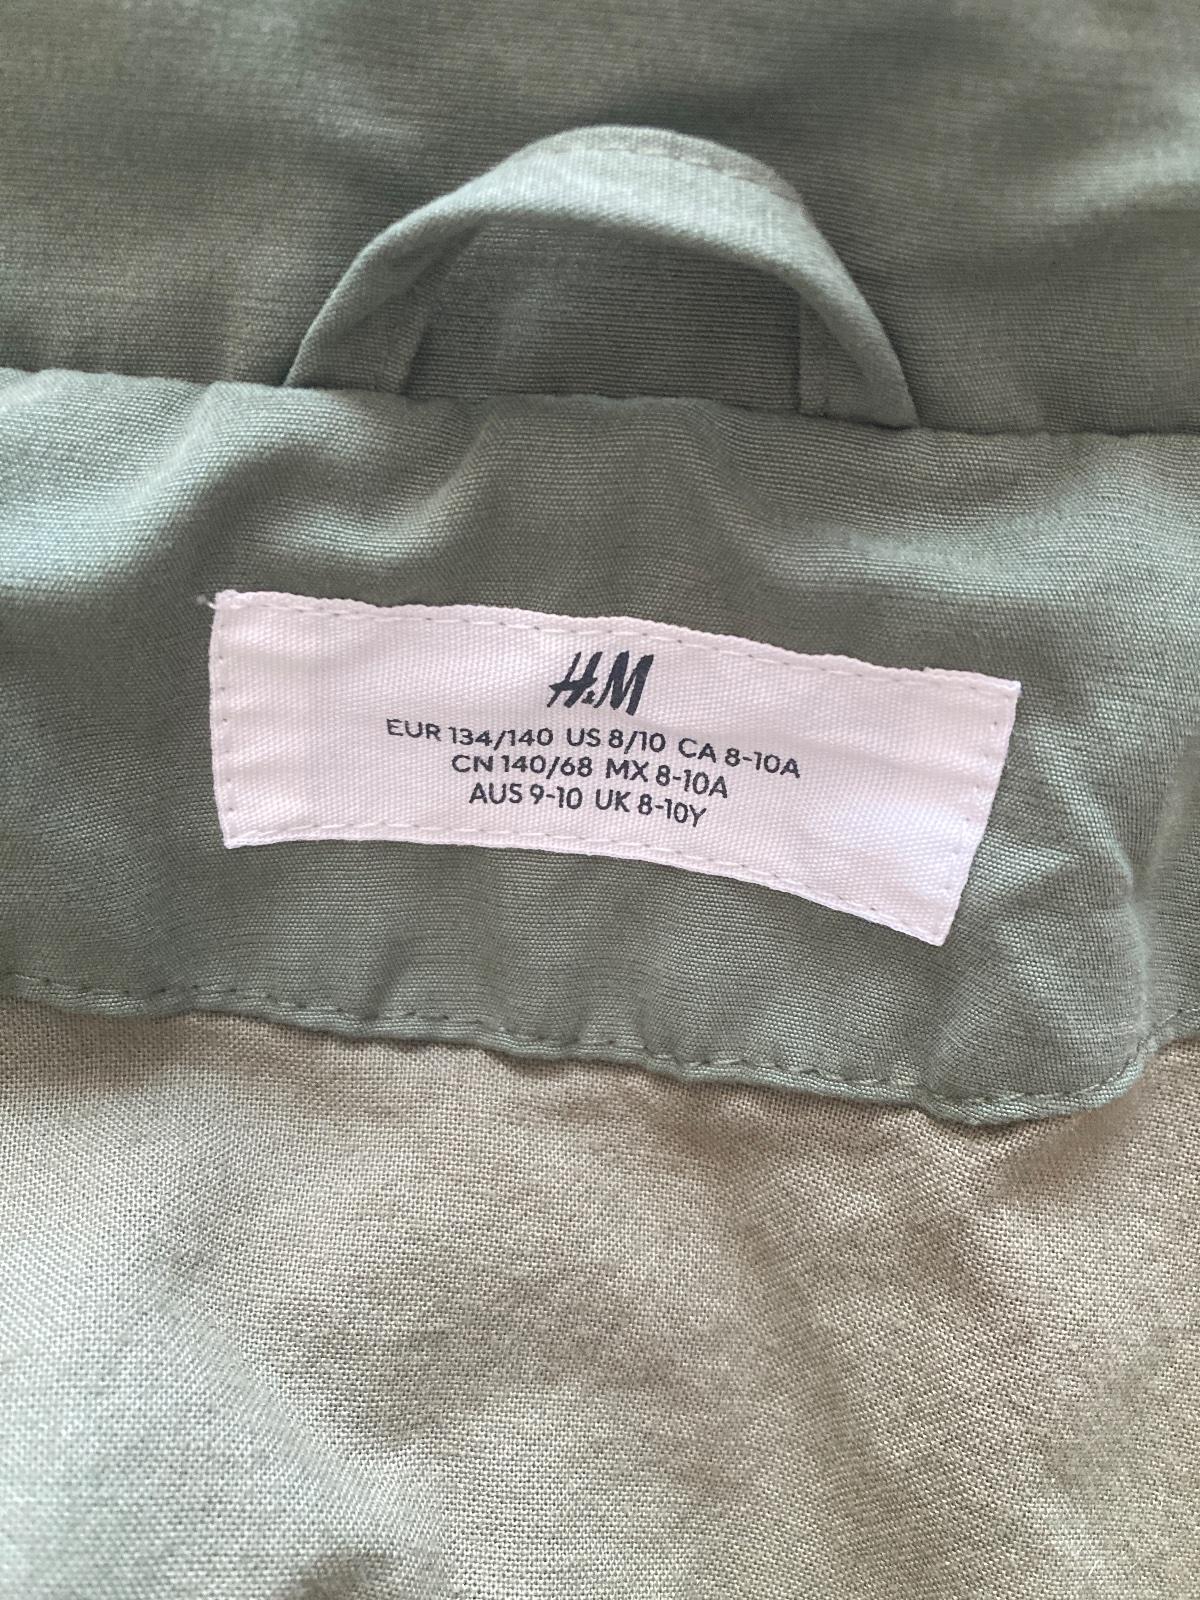 H&M
EUR 134/140 US 8/10 CA 8-10A
CN 140/68 MX 8-10A
AUS 9-10 UK 8-10Y